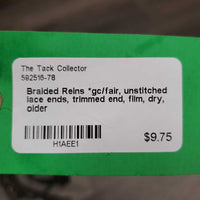 The Tack Collector
592516-78
Braided Reins *gc/fair, unstitched
lace ends, trimmed end, film, dry,
older
$9.75
H1AEE1